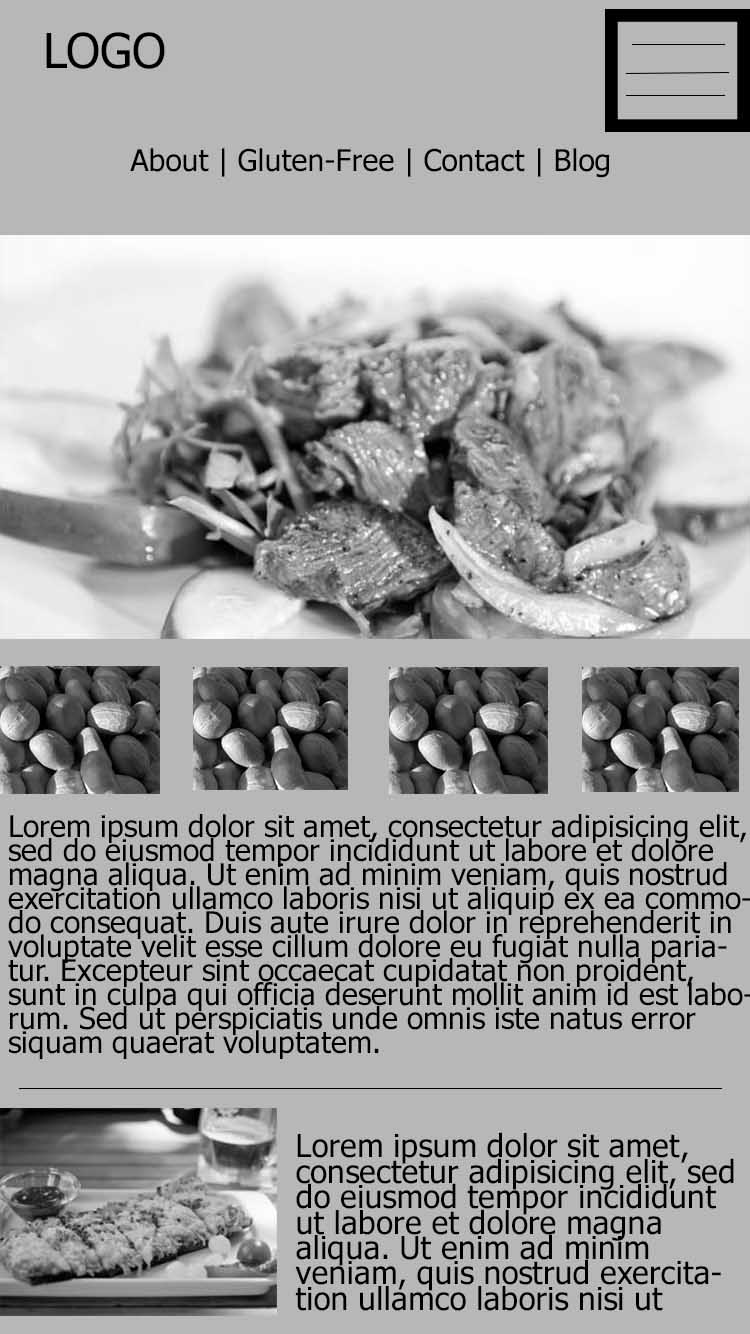 LOGO
About | Gluten-Free | Contact | Blog
Lorem ipsum dolor sit amet, consectetur adipisicing elit,
sed do eiusmod tempor incididunt ut labore et dolore
magna aliqua. Ut enim ad minim veniam, quis nostrud
exercitation ullamco laboris nisi ut aliquip ex ea commo-
do consequat. Duis aute irure dolor in reprehenderit in
voluptate velit esse cillum dolore eu fugiat nulla paria-
tur. Excepteur sint occaecat cupidatat non proident,
sunt in culpa qui officia deserunt mollit anim id est labo-
rum. Sed ut perspiciatis unde omnis iste natus error
siquam quaerat voluptatem.
Lorem ipsum dolor sit amet,
consectetur adipisicing elit, sed
do eiusmod tempor incididunt
ut labore et dolore magna
aliqua. Ut enim ad minim
veniam, quis nostrud exercita-
tion ullamco laboris nisi ut